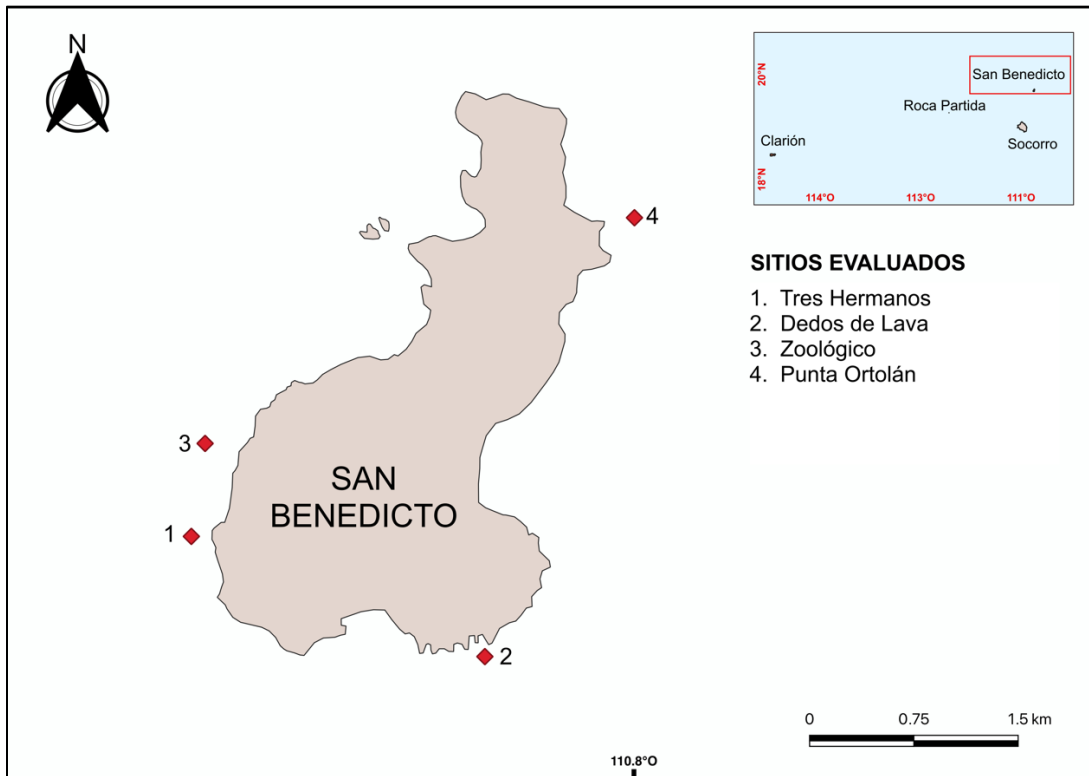 N
20°N
San Benedicto
Roca Partida
Clarión
Socorro
18°N
114°O
113°O
111°O
4
SITIOS EVALUADOS
1. Tres Hermanos
2. Dedos de Lava
3. Zoológico
4. Punta Ortolán
3
SAN
BENEDICTO
1
2
0 0.75 1.5 km
110.8°O